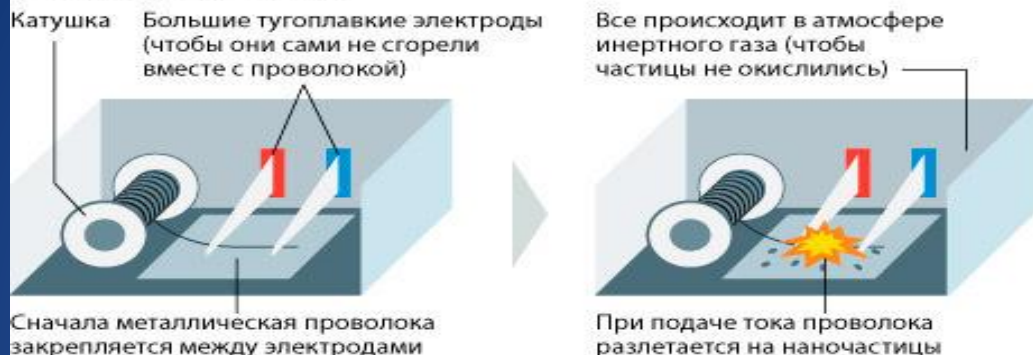 Катушка
Большие тугоплавкие электроды
(чтобы они сами не сгорели
вместе с проволокой)
Все происходит в атмосфере
инертного газа (чтобы
частицы не окислились)
Сначала металлическая проволока
закрепляется между электродами
При подаче тока проволока
разлетается на наночастицы